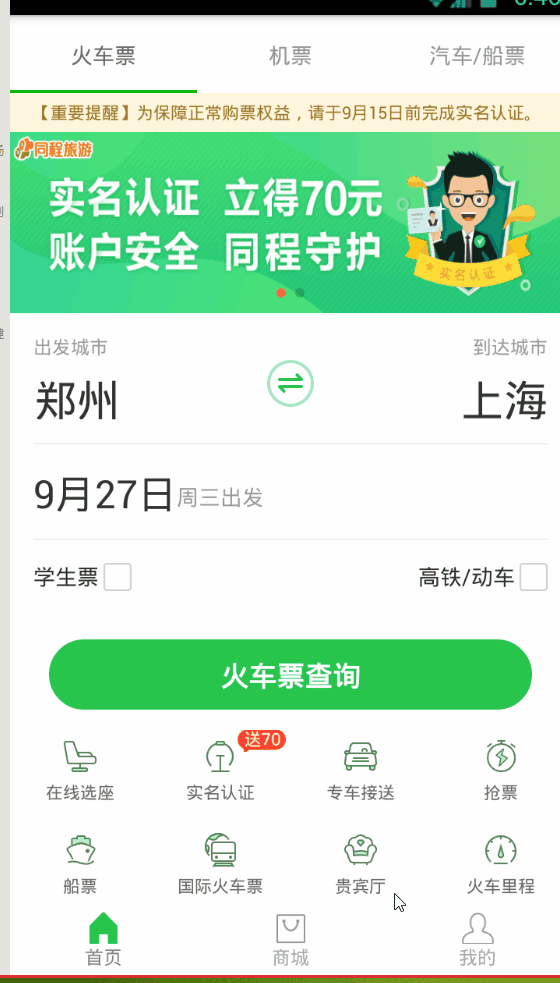 火车票 机票 汽车/船票
【重要提醒】为保障正常购票权益，请于9月15日前完成实名认证。
同程旅游
实名认证 立得70元
账户安全 同程守护
实名认证
出发城市 到达城市
郑州 上海
9月27日 周三出发
学生票 高铁/动车
火车票查询
送70
在线选座 实名认证 专车接送 抢票
船票 国际火车票 贵宾厅 火车里程
首页 商城 我的